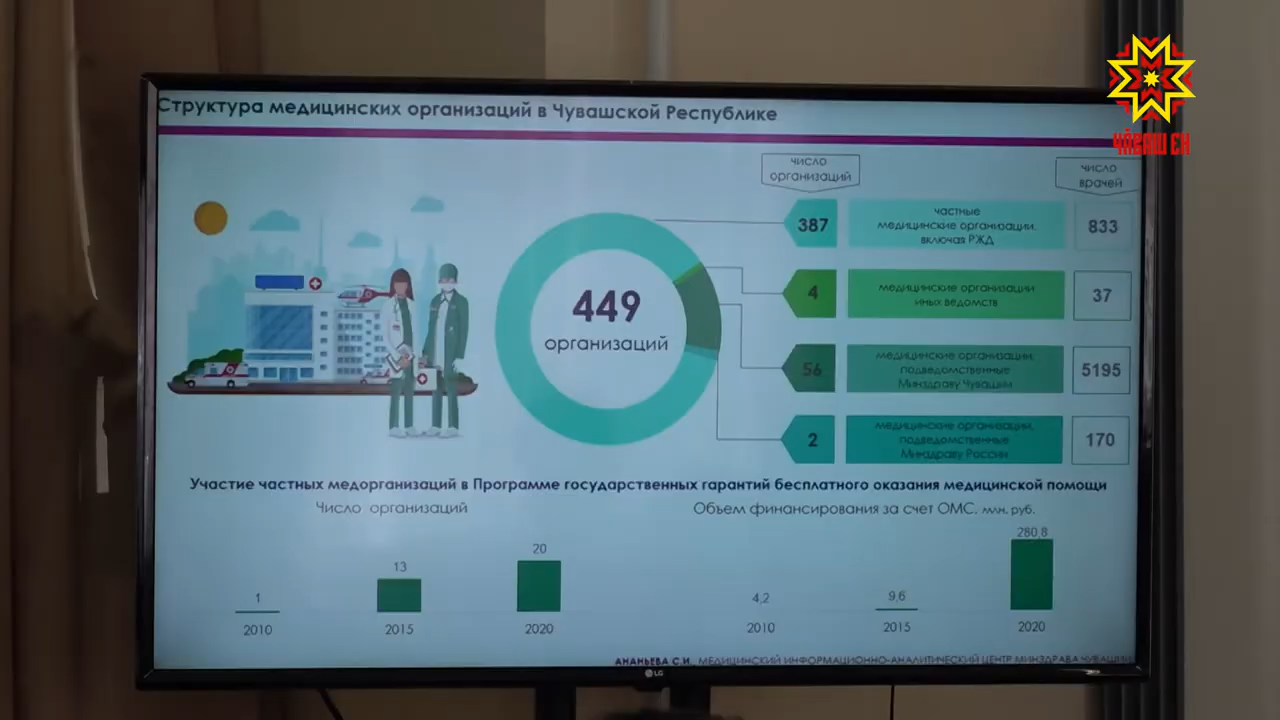 Структура медицинских организаций в Чувашской Республике
ЧӐВАШ ЕН
число
организаций
число
врачей
387
частные
медицинские организации,
включая РЖД
833
449
организаций
4
медицинские организации
иных ведомств
37
56
медицинские организации,
подведомственные
Минздраву Чувашии
5195
2
медицинские организации,
подведомственные
Минздраву России
170
Участие частных медорганизаций в Программе государственных гарантий бесплатного оказания медицинской помощи
Число организаций
1
13
20
2010
2015
2020
Объем финансирования за счет ОМС, млн. руб.
4,2
9,6
280,8
2010
2015
2020
АНАНЬЕВА С.И., МЕДИЦИНСКИЙ ИНФОРМАЦИОННО-АНАЛИТИЧЕСКИЙ ЦЕНТР МИНЗДРАВА ЧУВАШИИ
LG